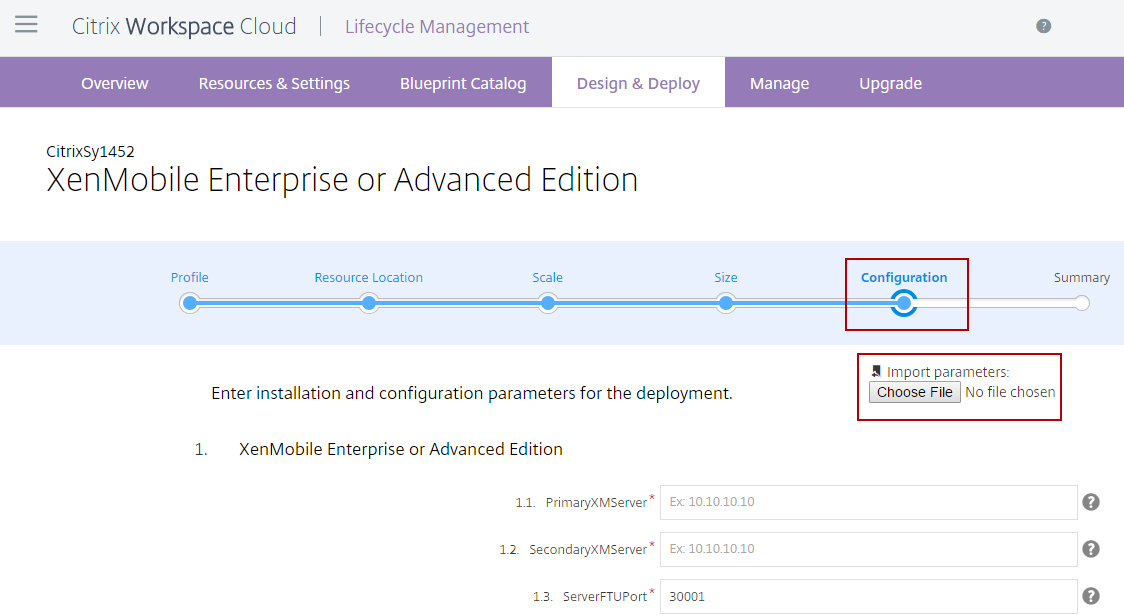 Citrix Workspace Cloud | Lifecycle Management ?
Overview Resources & Settings Blueprint Catalog Design & Deploy Manage Upgrade
CitrixSy1452
XenMobile Enterprise or Advanced Edition
Profile Resource Location Scale Size Configuration Summary
Import parameters:
Choose File No file chosen
Enter installation and configuration parameters for the deployment.
1. XenMobile Enterprise or Advanced Edition
1.1. PrimaryXMServer* Ex: 10.10.10.10 ?
1.2. SecondaryXMServer* Ex: 10.10.10.10 ?
1.3. ServerFTUPort* 30001 ?